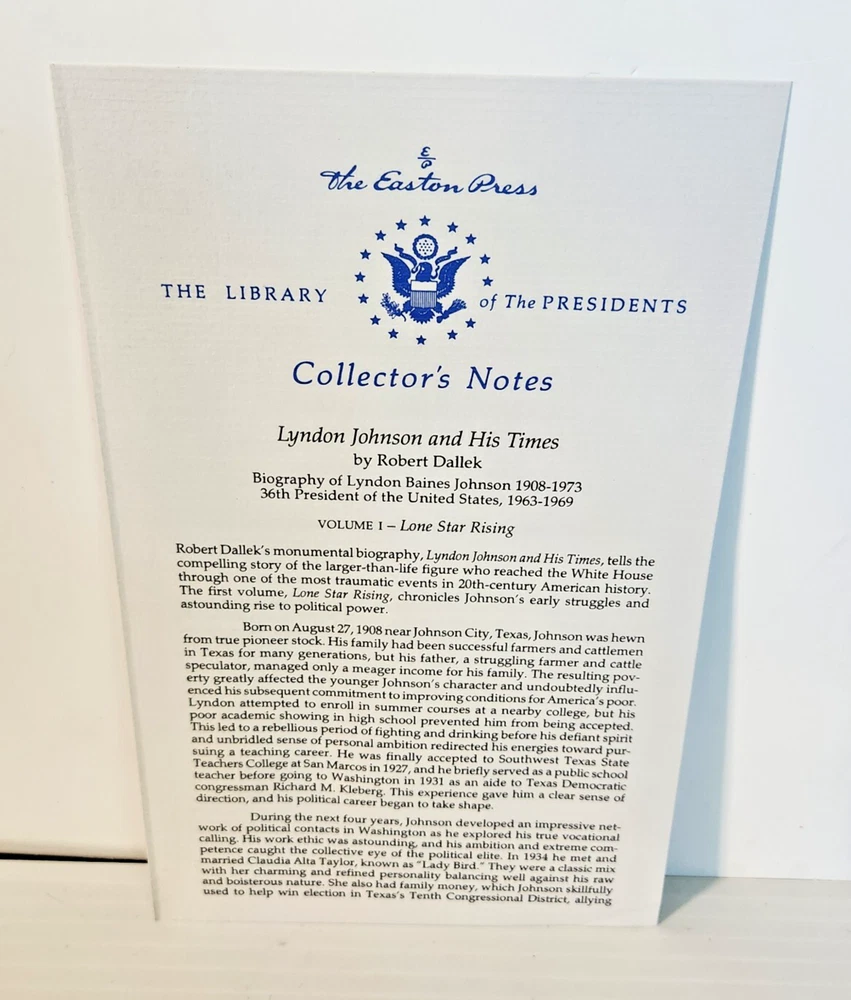 E
P
The Easton Press
THE LIBRARY of The PRESIDENTS
Collector's Notes
Lyndon Johnson and His Times
by Robert Dallek
Biography of Lyndon Baines Johnson 1908-1973
36th President of the United States, 1963-1969
VOLUME I – Lone Star Rising
Robert Dallek's monumental biography, Lyndon Johnson and His Times, tells the
compelling story of the larger-than-life figure who reached the White House
through one of the most traumatic events in 20th-century American history.
The first volume, Lone Star Rising, chronicles Johnson's early struggles and
astounding rise to political power.
Born on August 27, 1908 near Johnson City, Texas, Johnson was hewn
from true pioneer stock. His family had been successful farmers and cattlemen
in Texas for many generations, but his father, a struggling farmer and cattle
speculator, managed only a meager income for his family. The resulting pov-
erty greatly affected the younger Johnson's character and undoubtedly influ-
enced his subsequent commitment to improving conditions for America's poor.
Lyndon attempted to enroll in summer courses at a nearby college, but his
poor academic showing in high school prevented him from being accepted.
This led to a rebellious period of fighting and drinking before his defiant spirit
and unbridled sense of personal ambition redirected his energies toward pur-
suing a teaching career. He was finally accepted to Southwest Texas State
Teachers College at San Marcos in 1927, and he briefly served as a public school
teacher before going to Washington in 1931 as an aide to Texas Democratic
congressman Richard M. Kleberg. This experience gave him a clear sense of
direction, and his political career began to take shape.
During the next four years, Johnson developed an impressive net-
work of political contacts in Washington as he explored his true vocational
calling. His work ethic was astounding, and his ambition and extreme com-
petence caught the collective eye of the political elite. In 1934 he met and
married Claudia Alta Taylor, known as "Lady Bird." They were a classic mix
with her charming and refined personality balancing well against his raw
and boisterous nature. She also had family money, which Johnson skillfully
used to help win election in Texas's Tenth Congressional District, allying